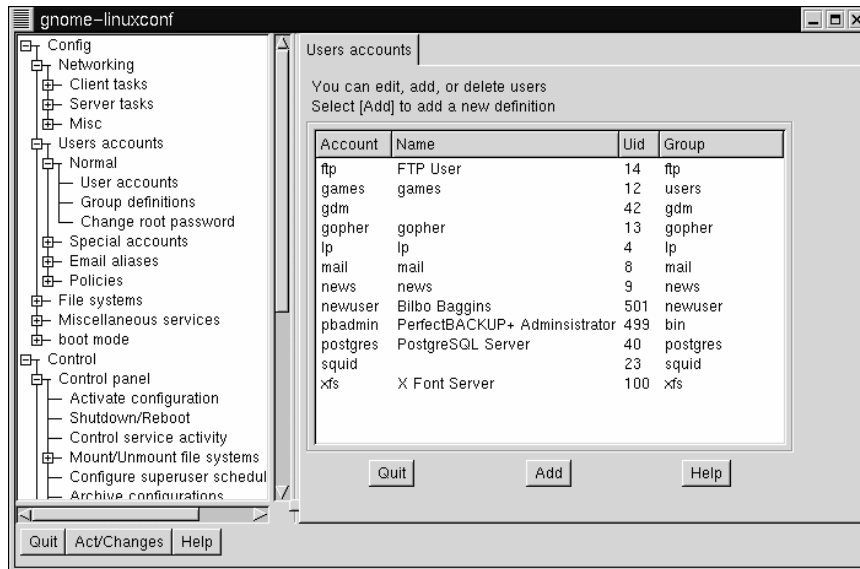 gnome-linuxconf
Config
Networking
Client tasks
Server tasks
Misc
Users accounts
Normal
User accounts
Group definitions
Change root password
Special accounts
Email aliases
Policies
File systems
Miscellaneous services
boot mode
Control
Control panel
Activate configuration
Shutdown/Reboot
Control service activity
Mount/Unmount file systems
Configure superuser schedul
Archive configurations
Quit Act/Changes Help
Users accounts
You can edit, add, or delete users
Select [Add] to add a new definition
Account Name Uid Group
ftp FTP User 14 ftp
games games 12 users
gdm 42 gdm
gopher gopher 13 gopher
lp lp 4 lp
mail mail 8 mail
news news 9 news
newuser Bilbo Baggins 501 newuser
pbadmin PerfectBACKUP+ Adminsistrator 499 bin
postgres PostgreSQL Server 40 postgres
squid 23 squid
xfs X Font Server 100 xfs
Quit Add Help